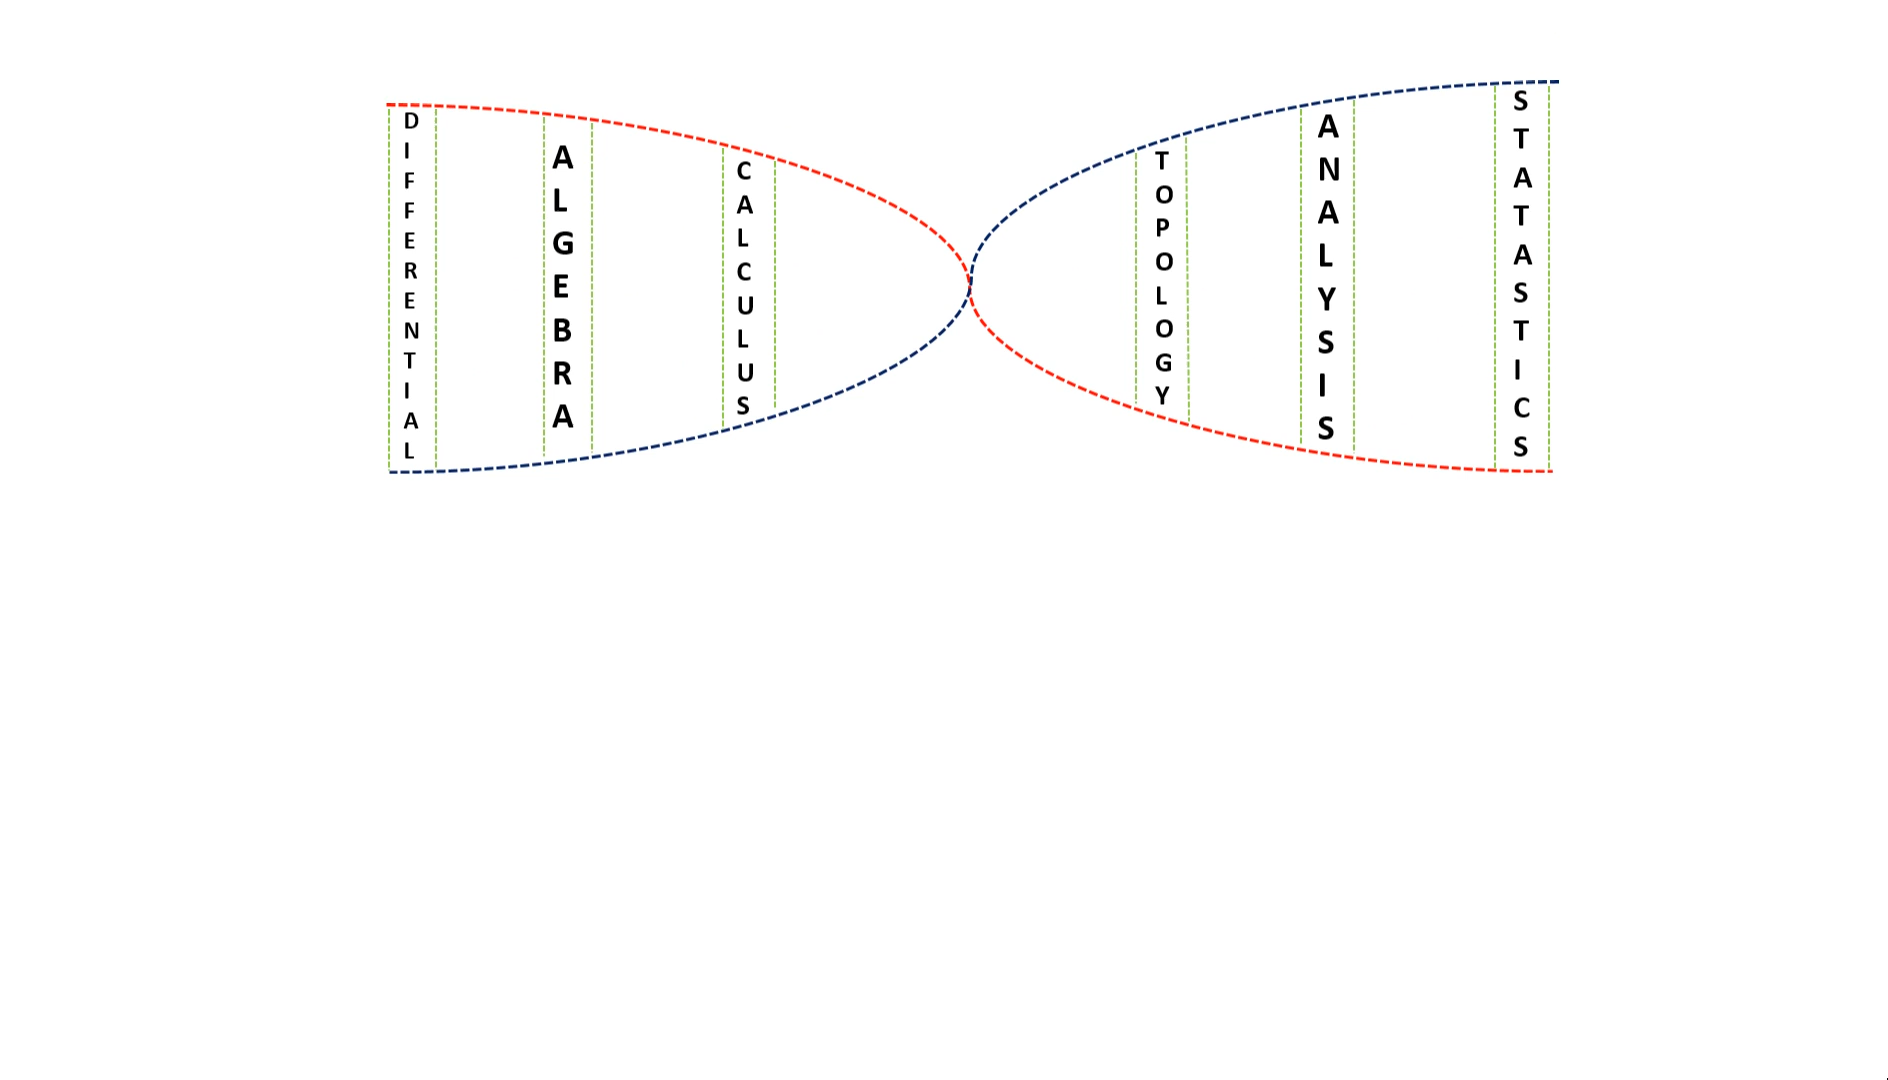 DIFFERENTIAL
ALGEBRA
CALCULUS
TOPOLOGY
ANALYSIS
STATASTICS